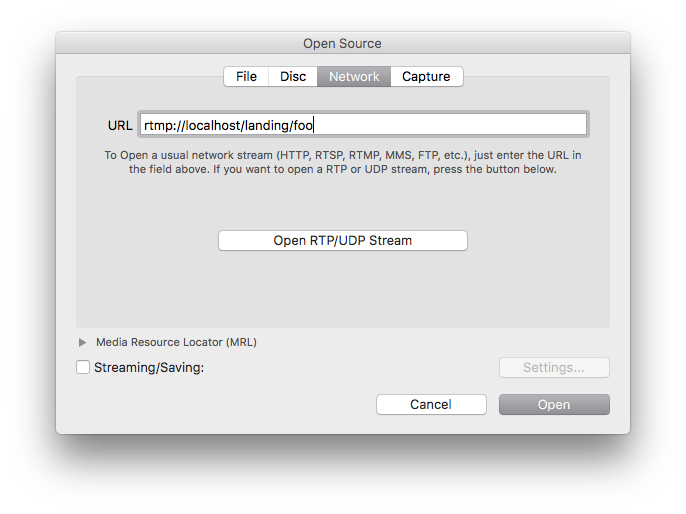 Open Source
File Disc Network Capture
URL rtmp://localhost/landing/foo
To Open a usual network stream (HTTP, RTSP, RTMP, MMS, FTP, etc.), just enter the URL in
the field above. If you want to open a RTP or UDP stream, press the button below.
Open RTP/UDP Stream
Media Resource Locator (MRL)
Streaming/Saving: Settings...
Cancel Open